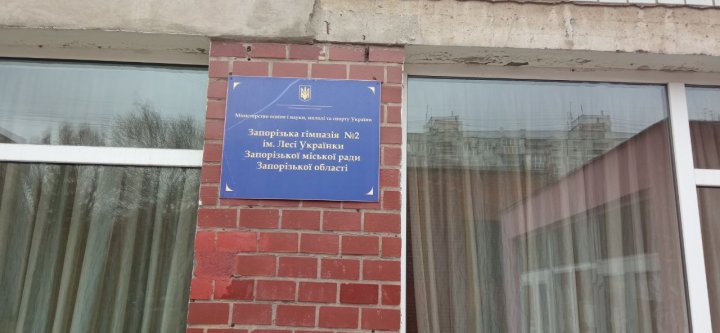 Міністерство освіти і науки, молоді та спорту України
Запорізька гімназія №2
ім. Лесі Українки
Запорізької міської ради
Запорізької області